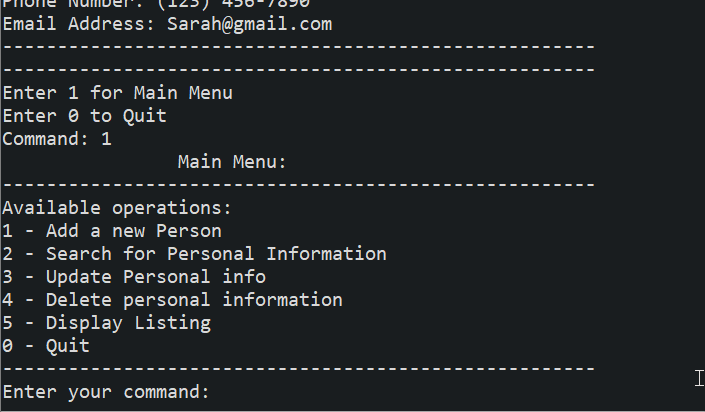 Phone Number: (123) 456-7890
Email Address: Sarah@gmail.com
------------------------------------------------------
------------------------------------------------------
Enter 1 for Main Menu
Enter 0 to Quit
Command: 1
Main Menu:
------------------------------------------------------
Available operations:
1 - Add a new Person
2 - Search for Personal Information
3 - Update Personal info
4 - Delete personal information
5 - Display Listing
0 - Quit
------------------------------------------------------
Enter your command: